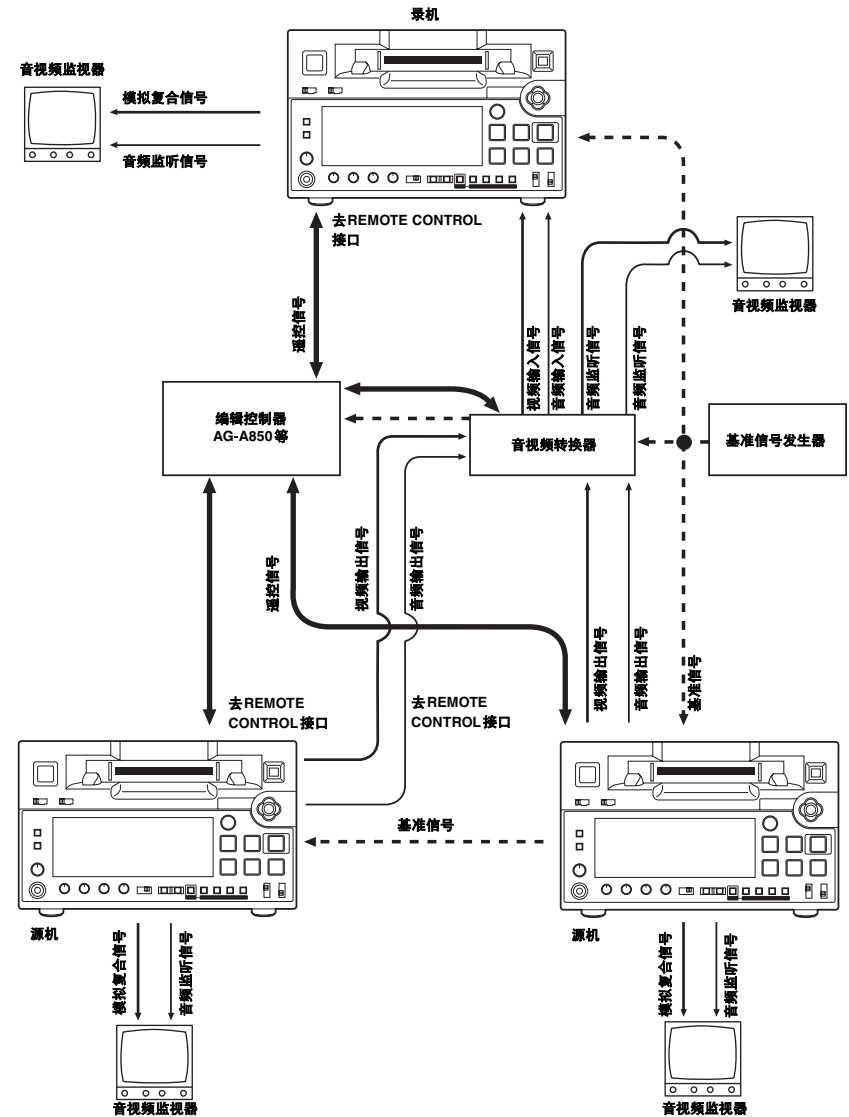 录机
音视频监视器
模拟复合信号
音频监听信号
去REMOTE CONTROL
接口
遥控信号
视频输入信号
音频输入信号
音频监听信号
音频监听信号
音视频监视器
编辑控制器
AG-A850等
音视频转换器
基准信号发生器
遥控信号
视频输出信号
音频输出信号
视频输出信号
音频输出信号
基准信号
去REMOTE
CONTROL接口
去REMOTE
CONTROL接口
基准信号
源机
源机
模拟复合信号
音频监听信号
模拟复合信号
音频监听信号
音视频监视器
音视频监视器